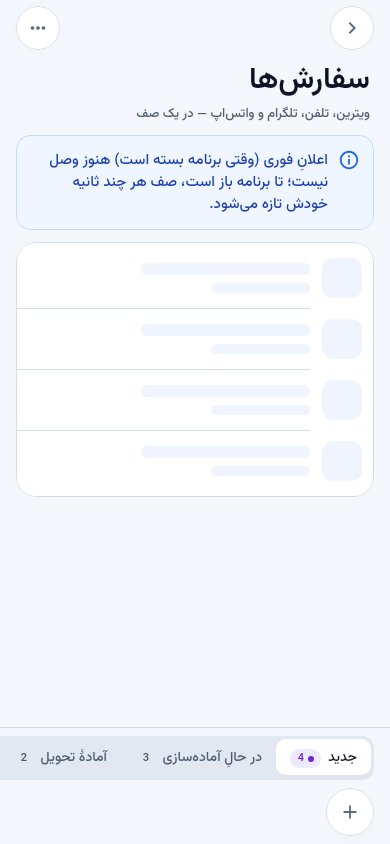 سفارش‌ها
ویترین، تلفن، تلگرام و واتس‌اپ — در یک صف
اعلانِ فوری (وقتی برنامه بسته است) هنوز وصل
نیست؛ تا برنامه باز است، صف هر چند ثانیه
خودش تازه می‌شود.
جدید 4 در حالِ آماده‌سازی 3 آمادهٔ تحویل 2